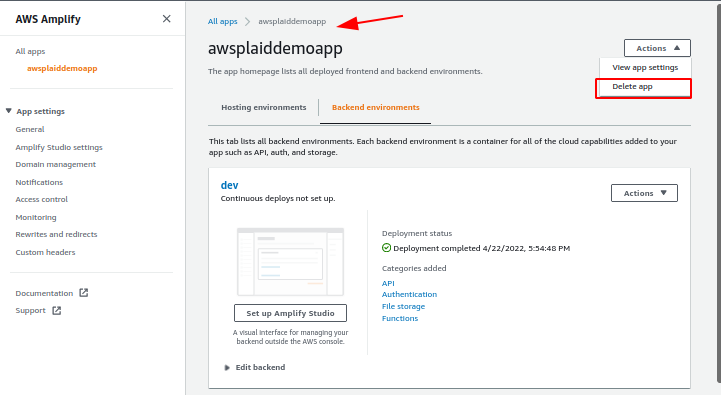 AWS Amplify
All apps
awsplaiddemoapp
App settings
General
Amplify Studio settings
Domain management
Notifications
Access control
Monitoring
Rewrites and redirects
Custom headers
Documentation
Support
All apps > awsplaiddemoapp
awsplaiddemoapp
Actions
View app settings
Delete app
The app homepage lists all deployed frontend and backend environments.
Hosting environments
Backend environments
This tab lists all backend environments. Each backend environment is a container for all of the cloud capabilities added to your
app such as API, auth, and storage.
dev
Continuous deploys not set up.
Actions
Set up Amplify Studio
A visual interface for managing your
backend outside the AWS console.
Deployment status
Deployment completed 4/22/2022, 5:54:48 PM
Categories added
API
Authentication
File storage
Functions
Edit backend